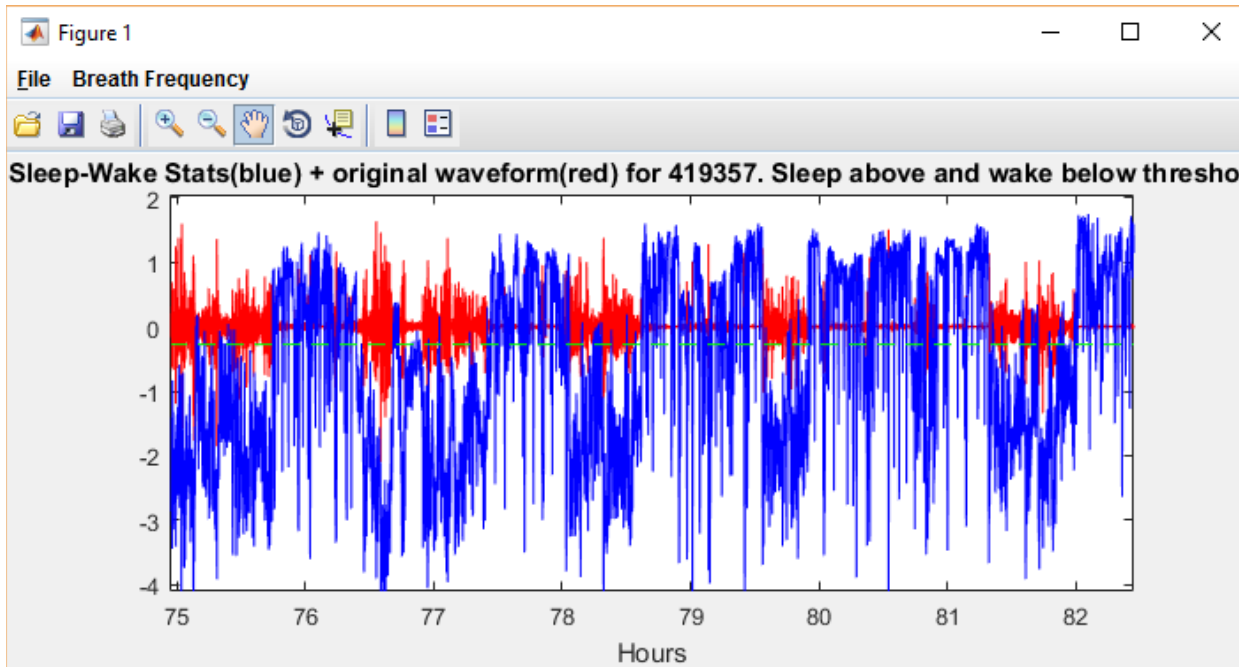 Figure 1
File Breath Frequency
Sleep-Wake Stats(blue) + original waveform(red) for 419357. Sleep above and wake below thresho
2
1
0
-1
-2
-3
-4
75 76 77 78 79 80 81 82
Hours